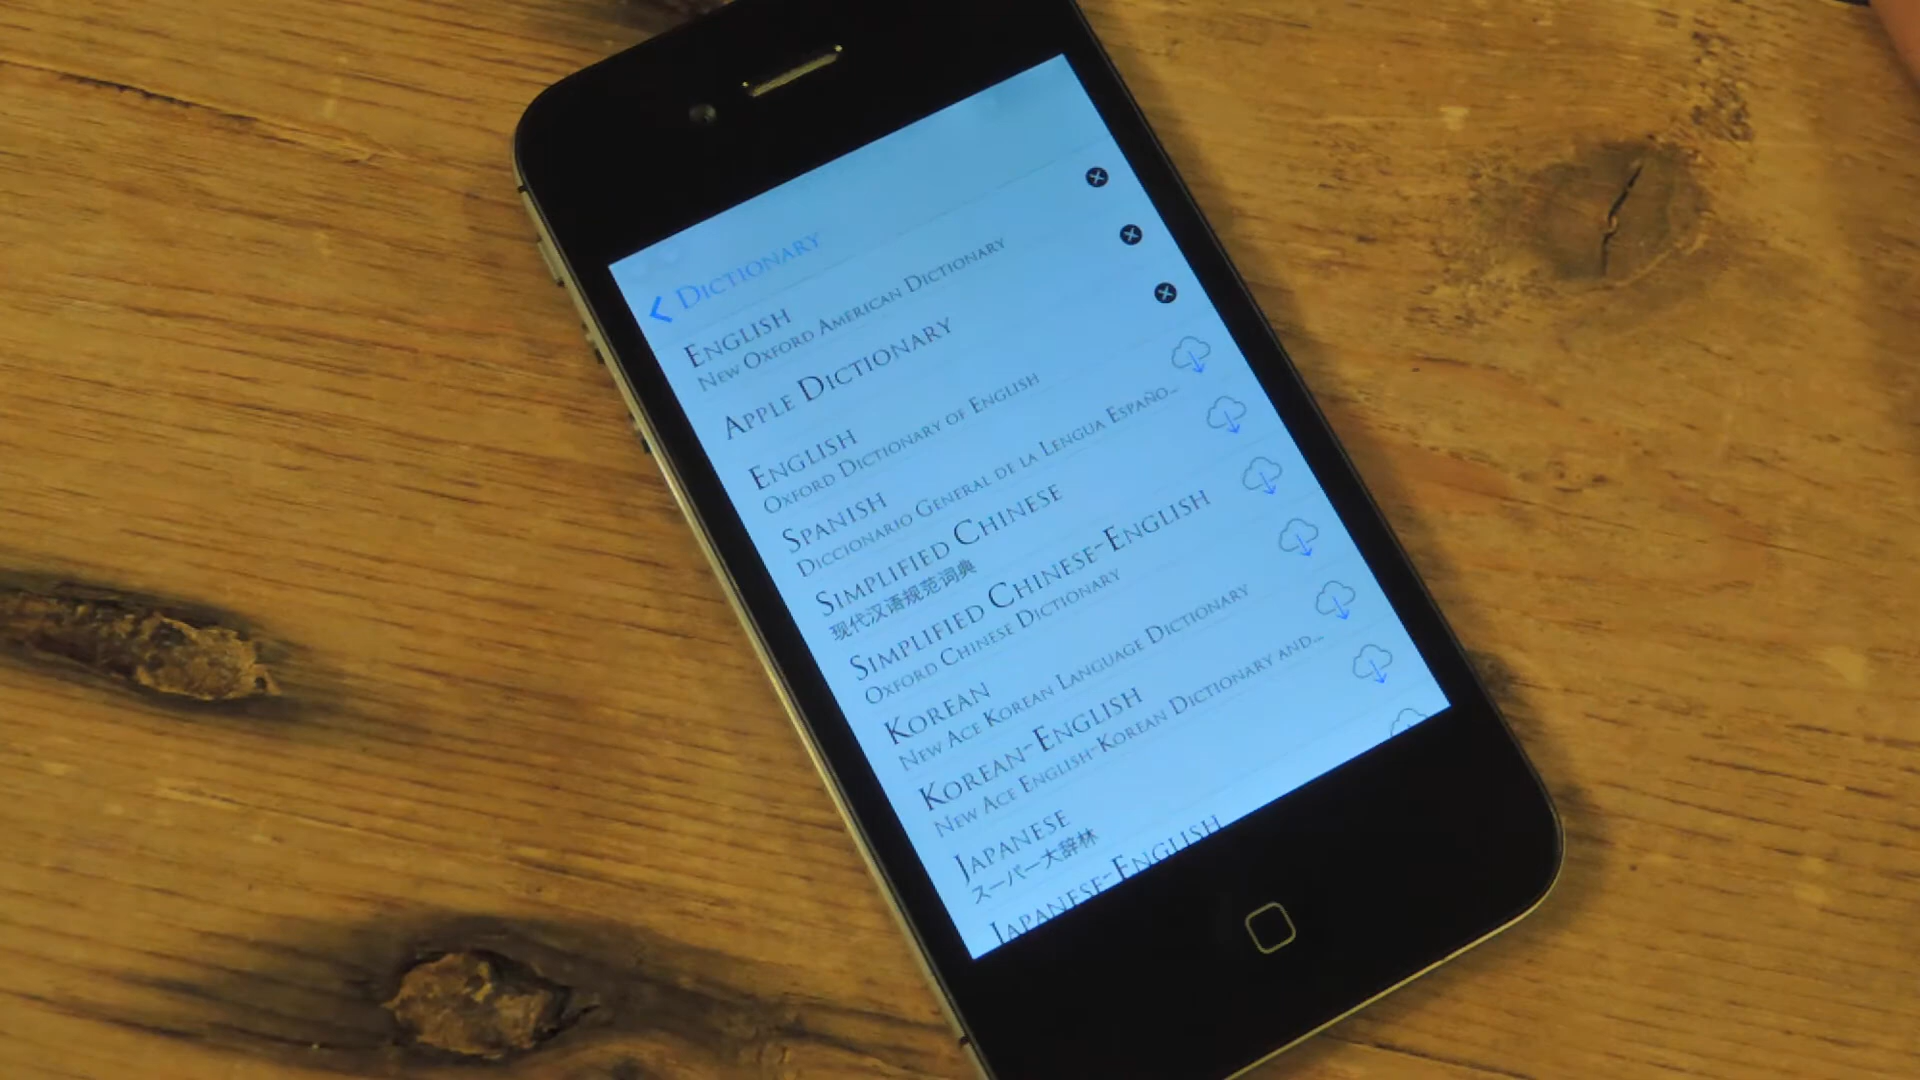 Dictionary
English
New Oxford American Dictionary
Apple Dictionary
English
Oxford Dictionary of English
Spanish
Diccionario General de la Lengua Españo...
Simplified Chinese
现代汉语规范词典
Simplified Chinese-English
Oxford Chinese Dictionary
Korean
New Ace Korean Language Dictionary
Korean-English
New Ace English-Korean Dictionary and...
Japanese
スーパー大辞林
Japanese-English